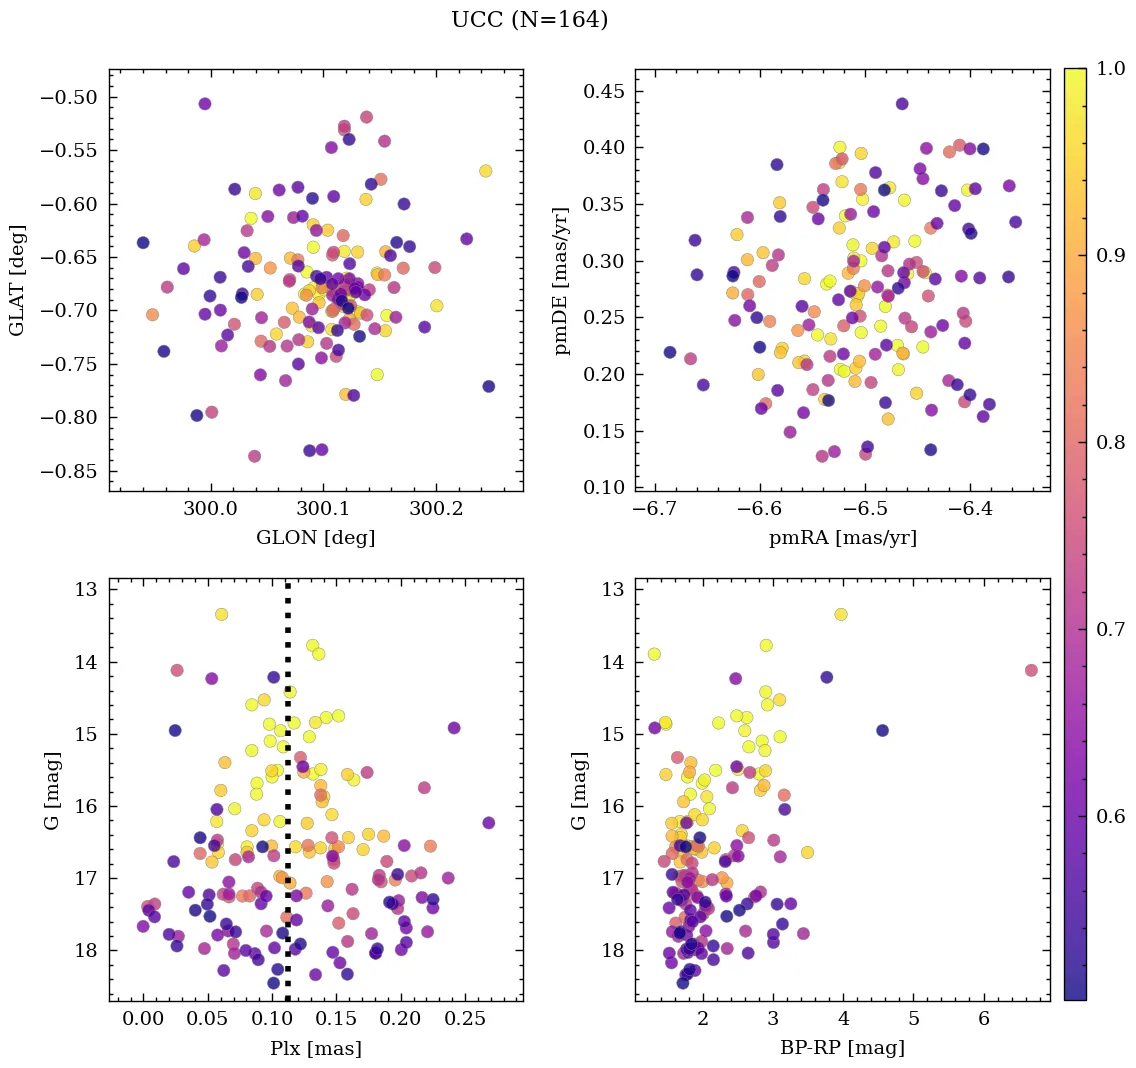 UCC (N=164)
−0.50
−0.55
−0.60
−0.65
−0.70
−0.75
−0.80
−0.85
GLAT [deg]
300.0 300.1 300.2
GLON [deg]
0.45
0.40
0.35
0.30
0.25
0.20
0.15
0.10
pmDE [mas/yr]
−6.7 −6.6 −6.5 −6.4
pmRA [mas/yr]
1.0
0.9
0.8
0.7
0.6
13
14
15
16
17
18
G [mag]
0.00 0.05 0.10 0.15 0.20 0.25
Plx [mas]
13
14
15
16
17
18
G [mag]
2 3 4 5 6
BP-RP [mag]